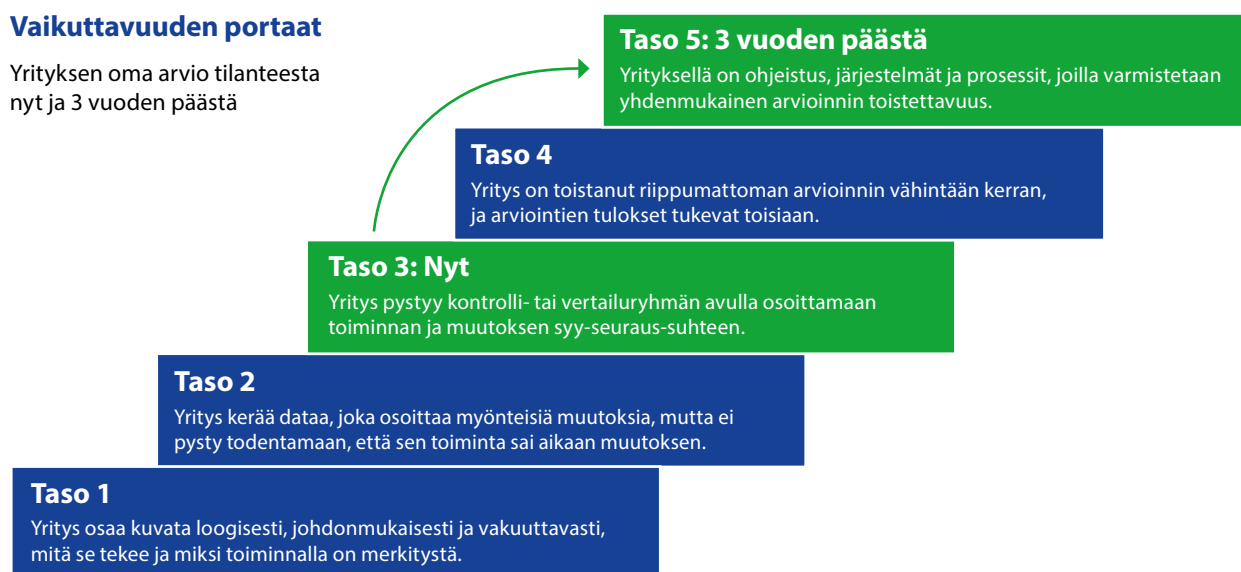 Vaikuttavuuden portaat
Yrityksen oma arvio tilanteesta
nyt ja 3 vuoden päästä
Taso 5: 3 vuoden päästä
Yrityksellä on ohjeistus, järjestelmät ja prosessit, joilla varmistetaan
yhdenmukainen arvioinnin toistettavuus.
Taso 4
Yritys on toistanut riippumattoman arvioinnin vähintään kerran,
ja arviointien tulokset tukevat toisiaan.
Taso 3: Nyt
Yritys pystyy kontrolli- tai vertailuryhmän avulla osoittamaan
toiminnan ja muutoksen syy-seuraus-suhteen.
Taso 2
Yritys kerää dataa, joka osoittaa myönteisiä muutoksia, mutta ei
pysty todentamaan, että sen toiminta sai aikaan muutoksen.
Taso 1
Yritys osaa kuvata loogisesti, johdonmukaisesti ja vakuuttavasti,
mitä se tekee ja miksi toiminnalla on merkitystä.